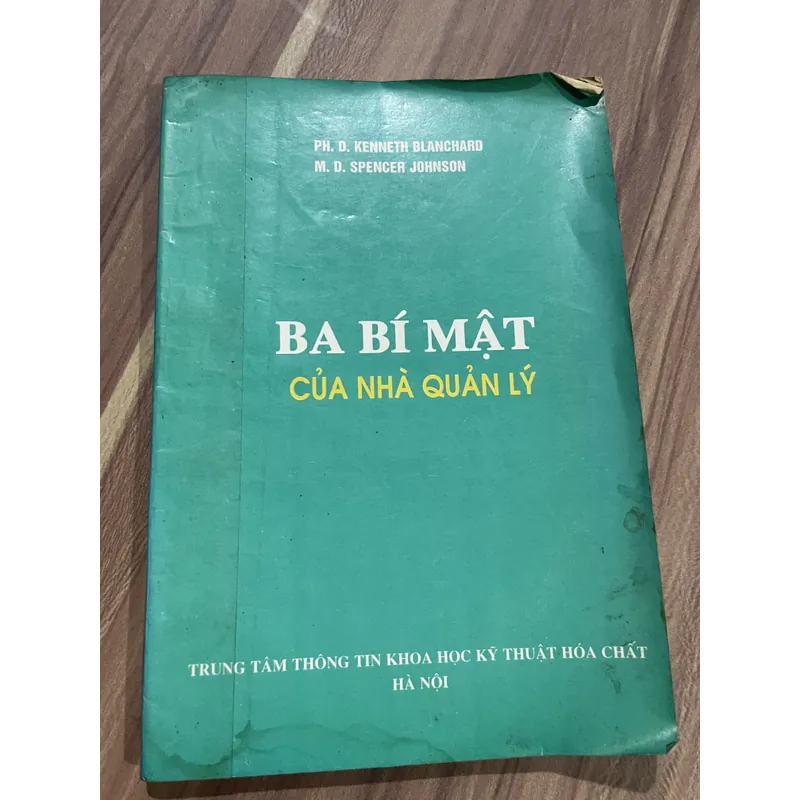 PH. D. KENNETH BLANCHARD
M. D. SPENCER JOHNSON
BA BÍ MẬT
CỦA NHÀ QUẢN LÝ
TRUNG TÂM THÔNG TIN KHOA HỌC KỸ THUẬT HÓA CHẤT
HÀ NỘI